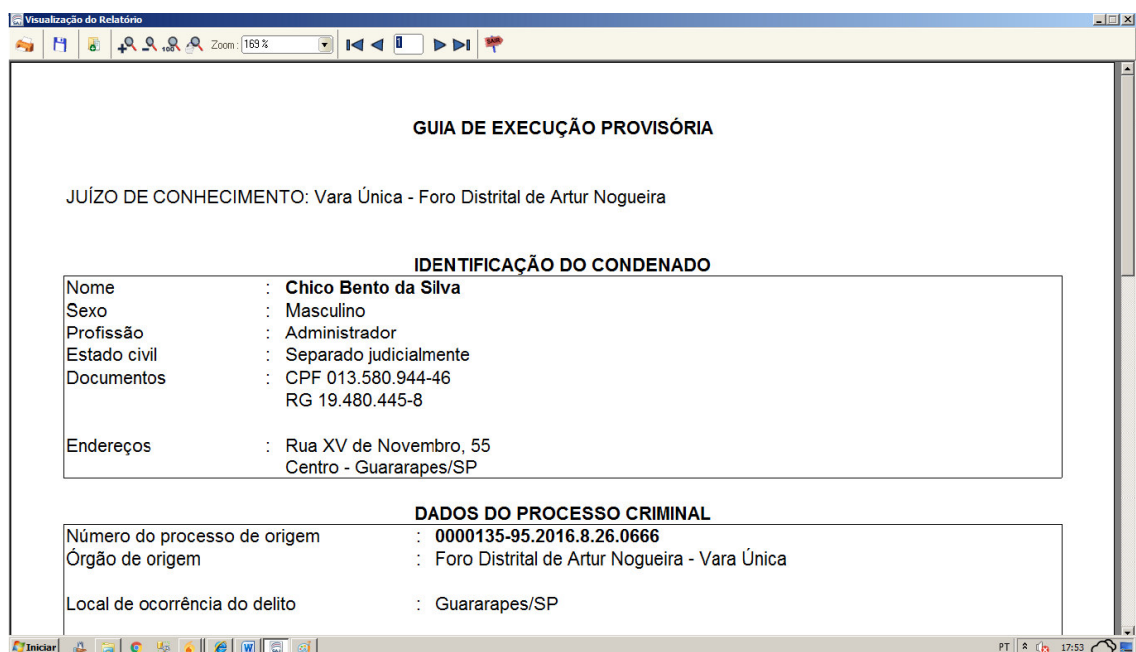 Visualização do Relatório
100
Zoom: 169 %
1
SAIR
GUIA DE EXECUÇÃO PROVISÓRIA
JUÍZO DE CONHECIMENTO: Vara Única - Foro Distrital de Artur Nogueira
IDENTIFICAÇÃO DO CONDENADO
Nome : Chico Bento da Silva
Sexo : Masculino
Profissão : Administrador
Estado civil : Separado judicialmente
Documentos : CPF 013.580.944-46
RG 19.480.445-8
Endereços : Rua XV de Novembro, 55
Centro - Guararapes/SP
DADOS DO PROCESSO CRIMINAL
Número do processo de origem : 0000135-95.2016.8.26.0666
Órgão de origem : Foro Distrital de Artur Nogueira - Vara Única
Local de ocorrência do delito : Guararapes/SP
Iniciar
PT 17:53